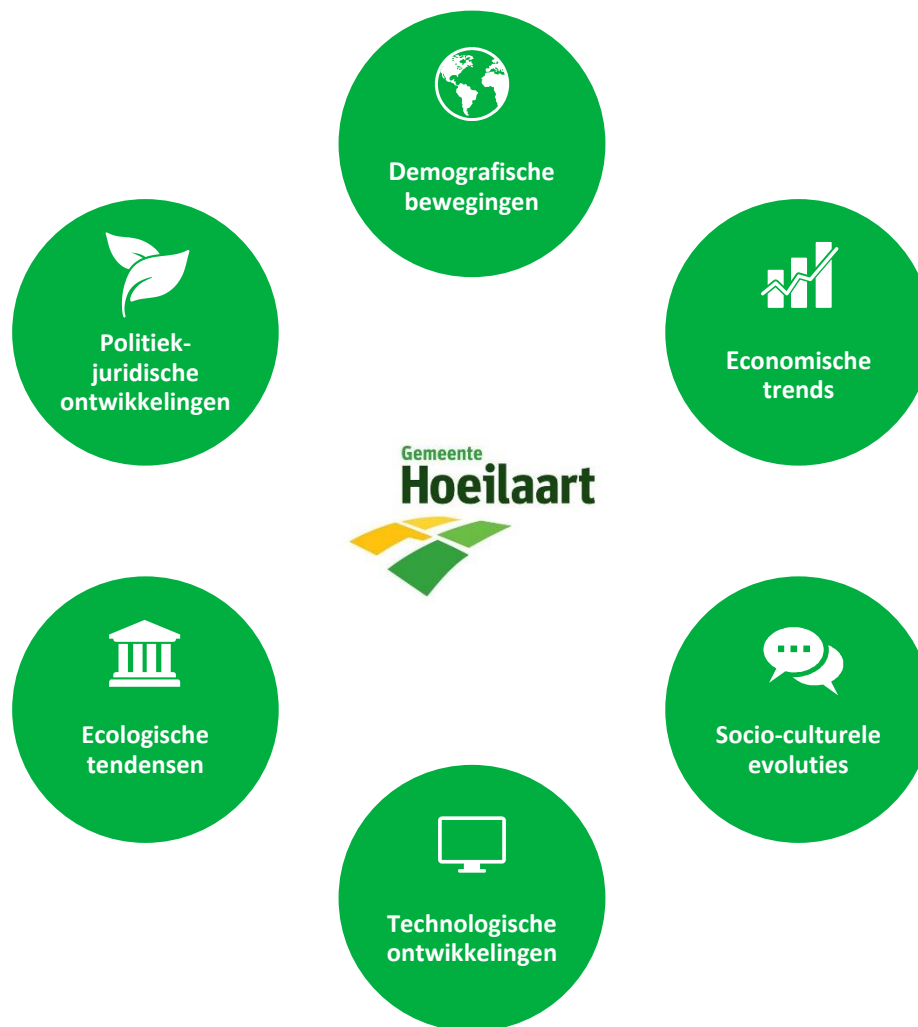 Demografische
bewegingen
Politiek-
juridische
ontwikkelingen
Economische
trends
Gemeente
Hoeilaart
Ecologische
tendensen
Socio-culturele
evoluties
Technologische
ontwikkelingen